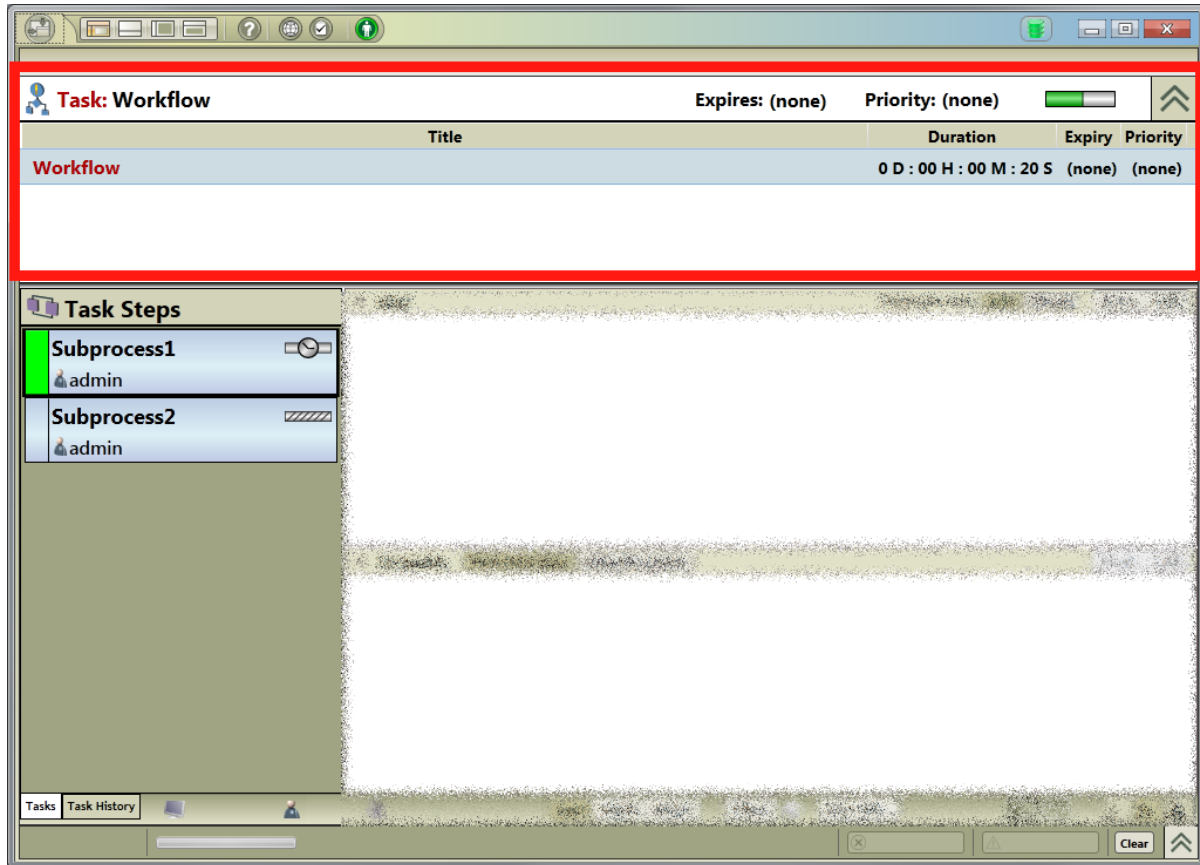 Task: Workflow Expires: (none) Priority: (none)
Title Duration Expiry Priority
Workflow 0 D : 00 H : 00 M : 20 S (none) (none)
Task Steps
Subprocess1
admin
Subprocess2
admin
Tasks Task History
Clear